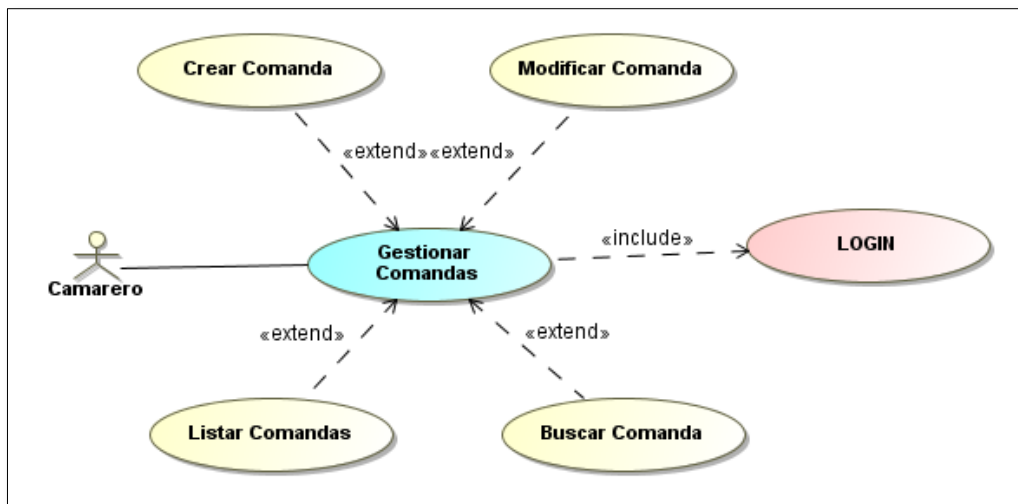 Crear Comanda
Modificar Comanda
«extend»
«extend»
Camarero
Gestionar
Comandas
«include»
LOGIN
«extend»
«extend»
Listar Comandas
Buscar Comanda